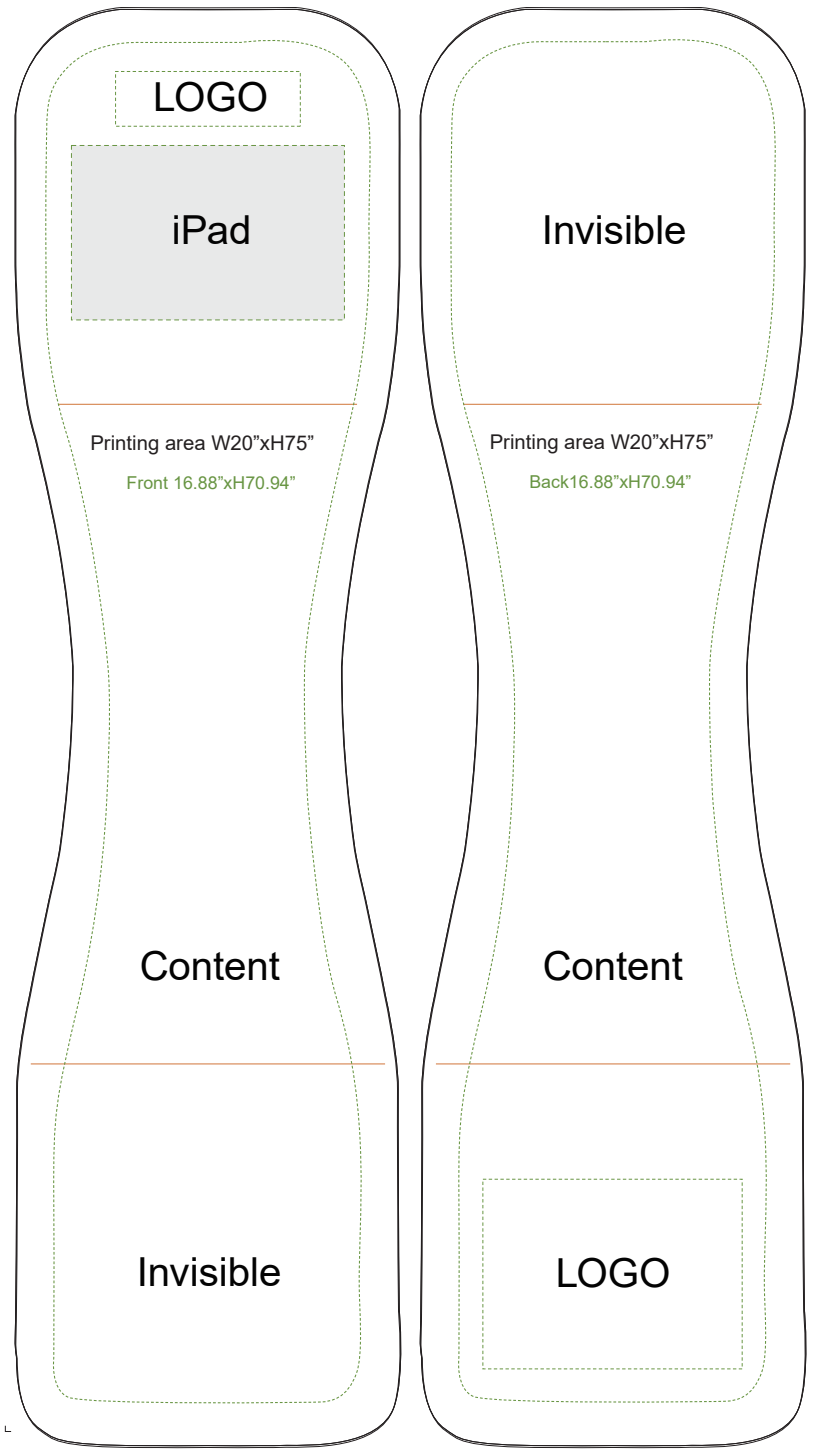 LOGO
iPad
Printing area W20”xH75”
Front 16.88”xH70.94”
Content
Invisible
Invisible
Printing area W20”xH75”
Back16.88”xH70.94”
Content
LOGO